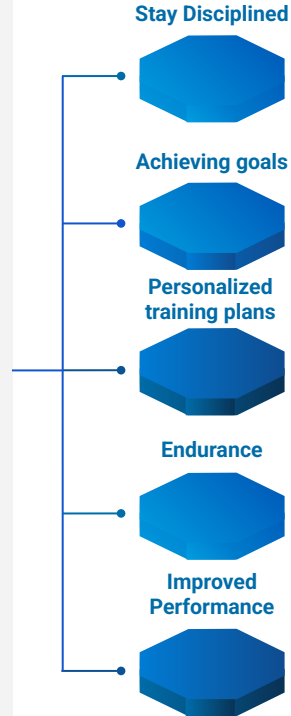 Stay Disciplined
Achieving goals
Personalized
training plans
Endurance
Improved
Performance